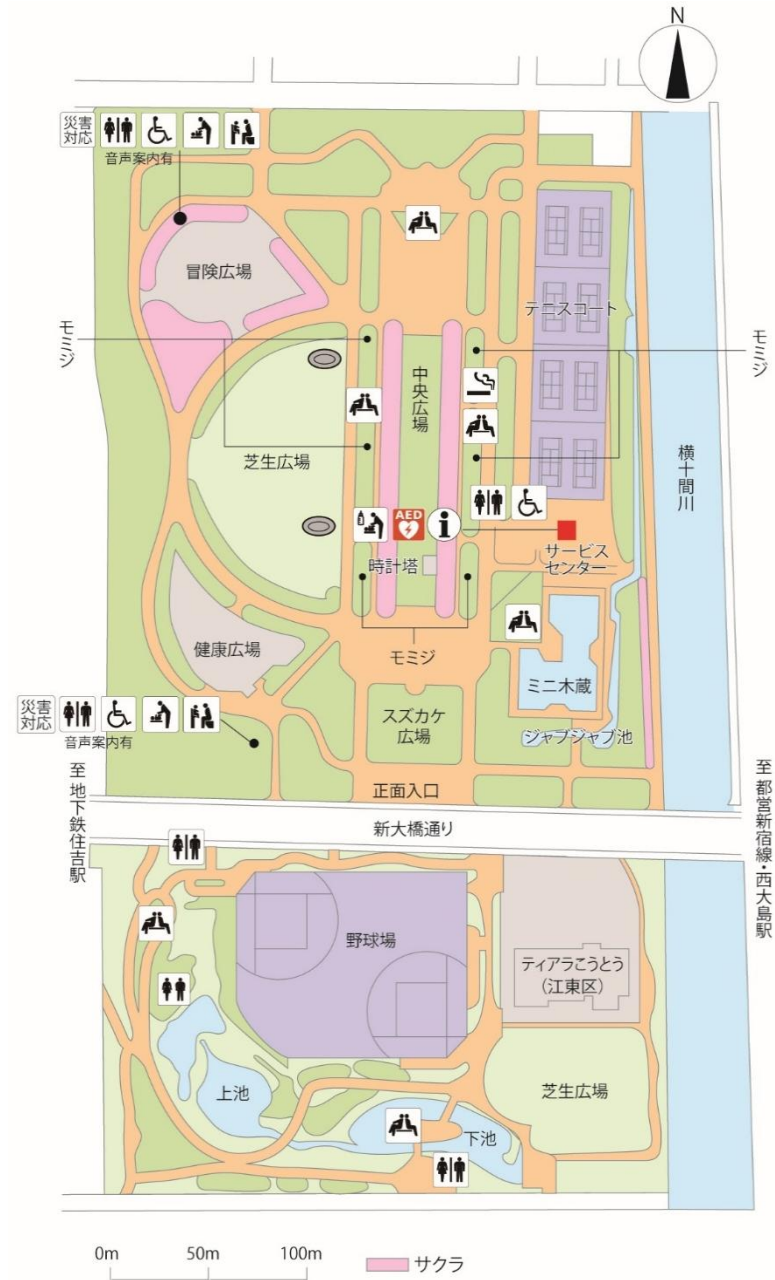 N
災害
対応
音声案内有
冒険広場
テニスコート
モミジ
モミジ
中央広場
芝生広場
横十間川
AED
i
サービス
センター
時計塔
健康広場
モミジ
ミニ木蔵
災害
対応
音声案内有
スズカケ
広場
ジャブジャブ池
至 地下鉄住吉駅
正面入口
至 都営新宿線・西大島駅
新大橋通り
野球場
ティアラこうとう
(江東区)
上池
芝生広場
下池
0m 50m 100m
サクラ